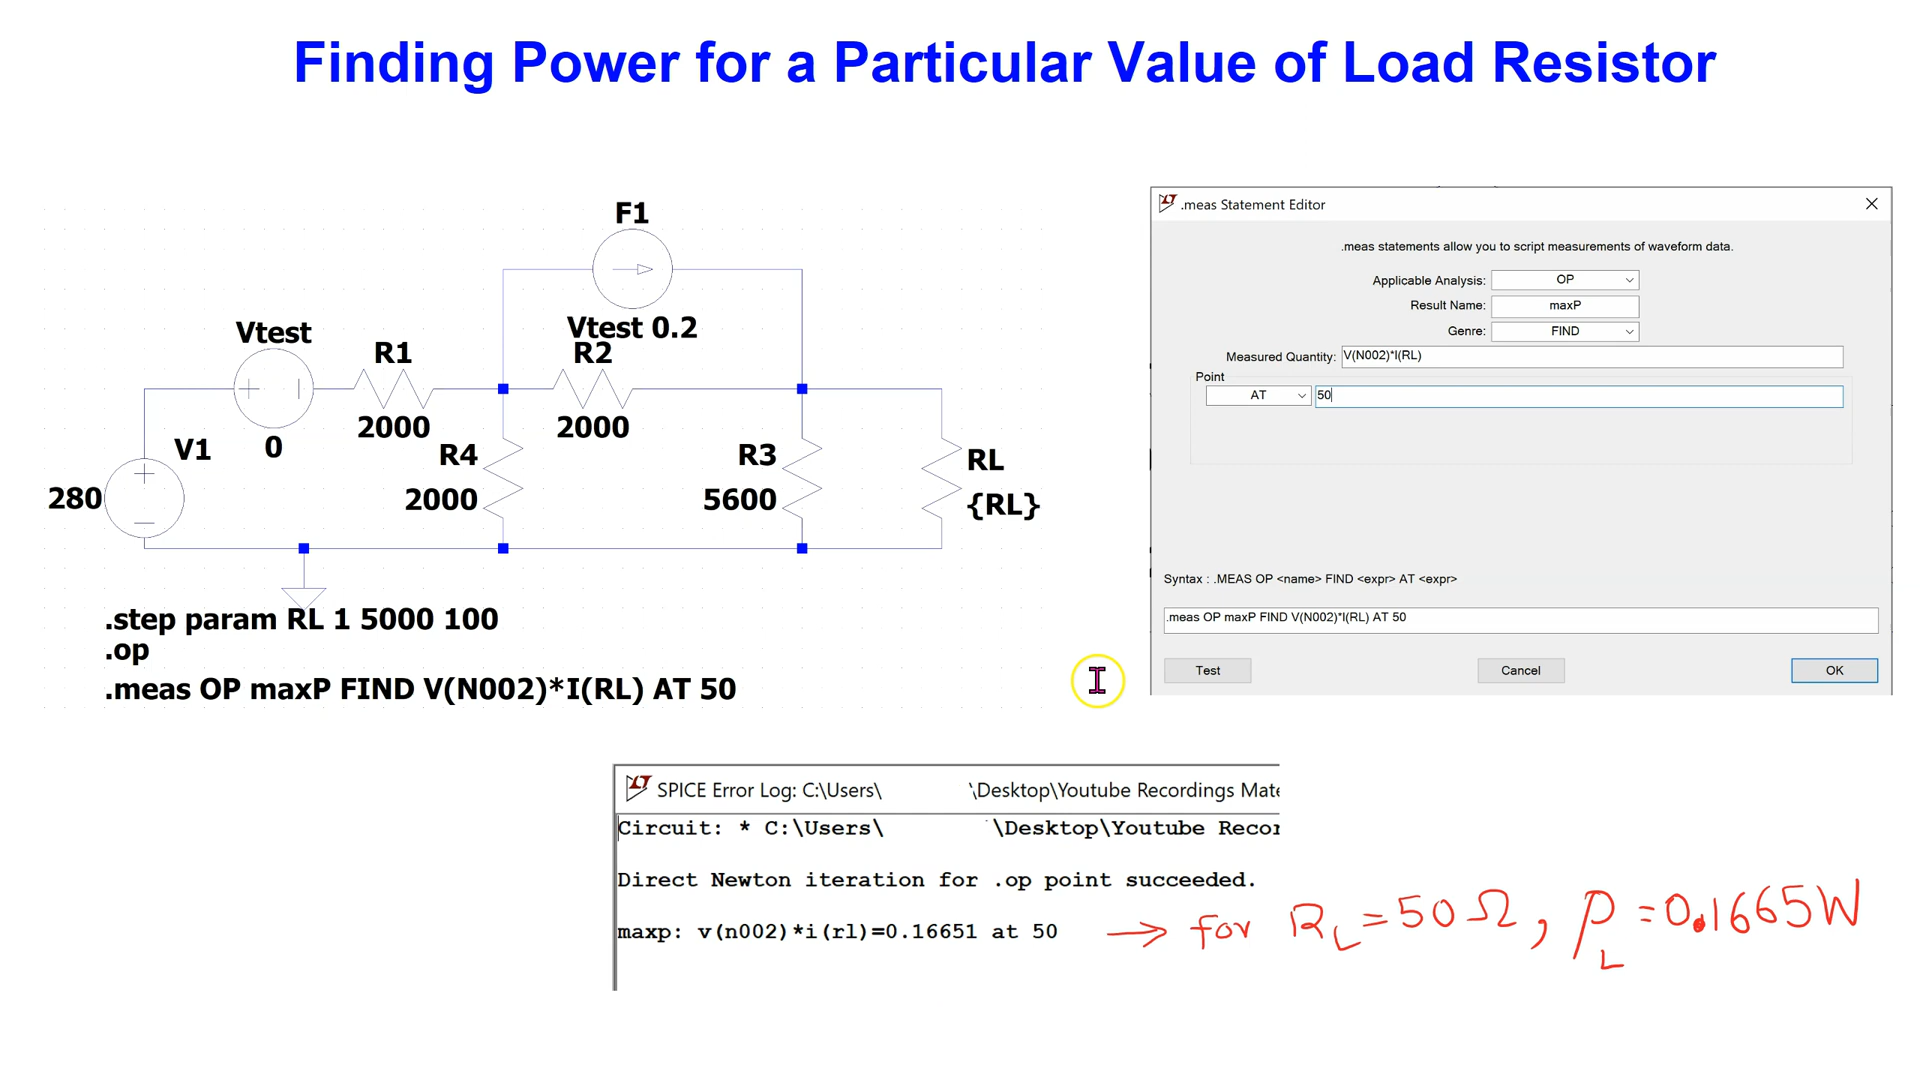 Finding Power for a Particular Value of Load Resistor
F1
Vtest 0.2
Vtest
0
R1
2000
R2
2000
V1
280
R4
2000
R3
5600
RL
{RL}
.step param RL 1 5000 100
.op
.meas OP maxP FIND V(N002)*I(RL) AT 50
.meas Statement Editor
.meas statements allow you to script measurements of waveform data.
Applicable Analysis: OP
Result Name: maxP
Genre: FIND
Measured Quantity: V(N002)*I(RL)
Point
AT 50
Syntax : .MEAS OP <name> FIND <expr> AT <expr>
.meas OP maxP FIND V(N002)*I(RL) AT 50
Test Cancel OK
SPICE Error Log: C:\Users\ \Desktop\Youtube Recordings Mate
Circuit: * C:\Users\ \Desktop\Youtube Recor
Direct Newton iteration for .op point succeeded.
maxp: v(n002)*i(rl)=0.16651 at 50
→ for RL = 50 Ω, PL = 0.1665W